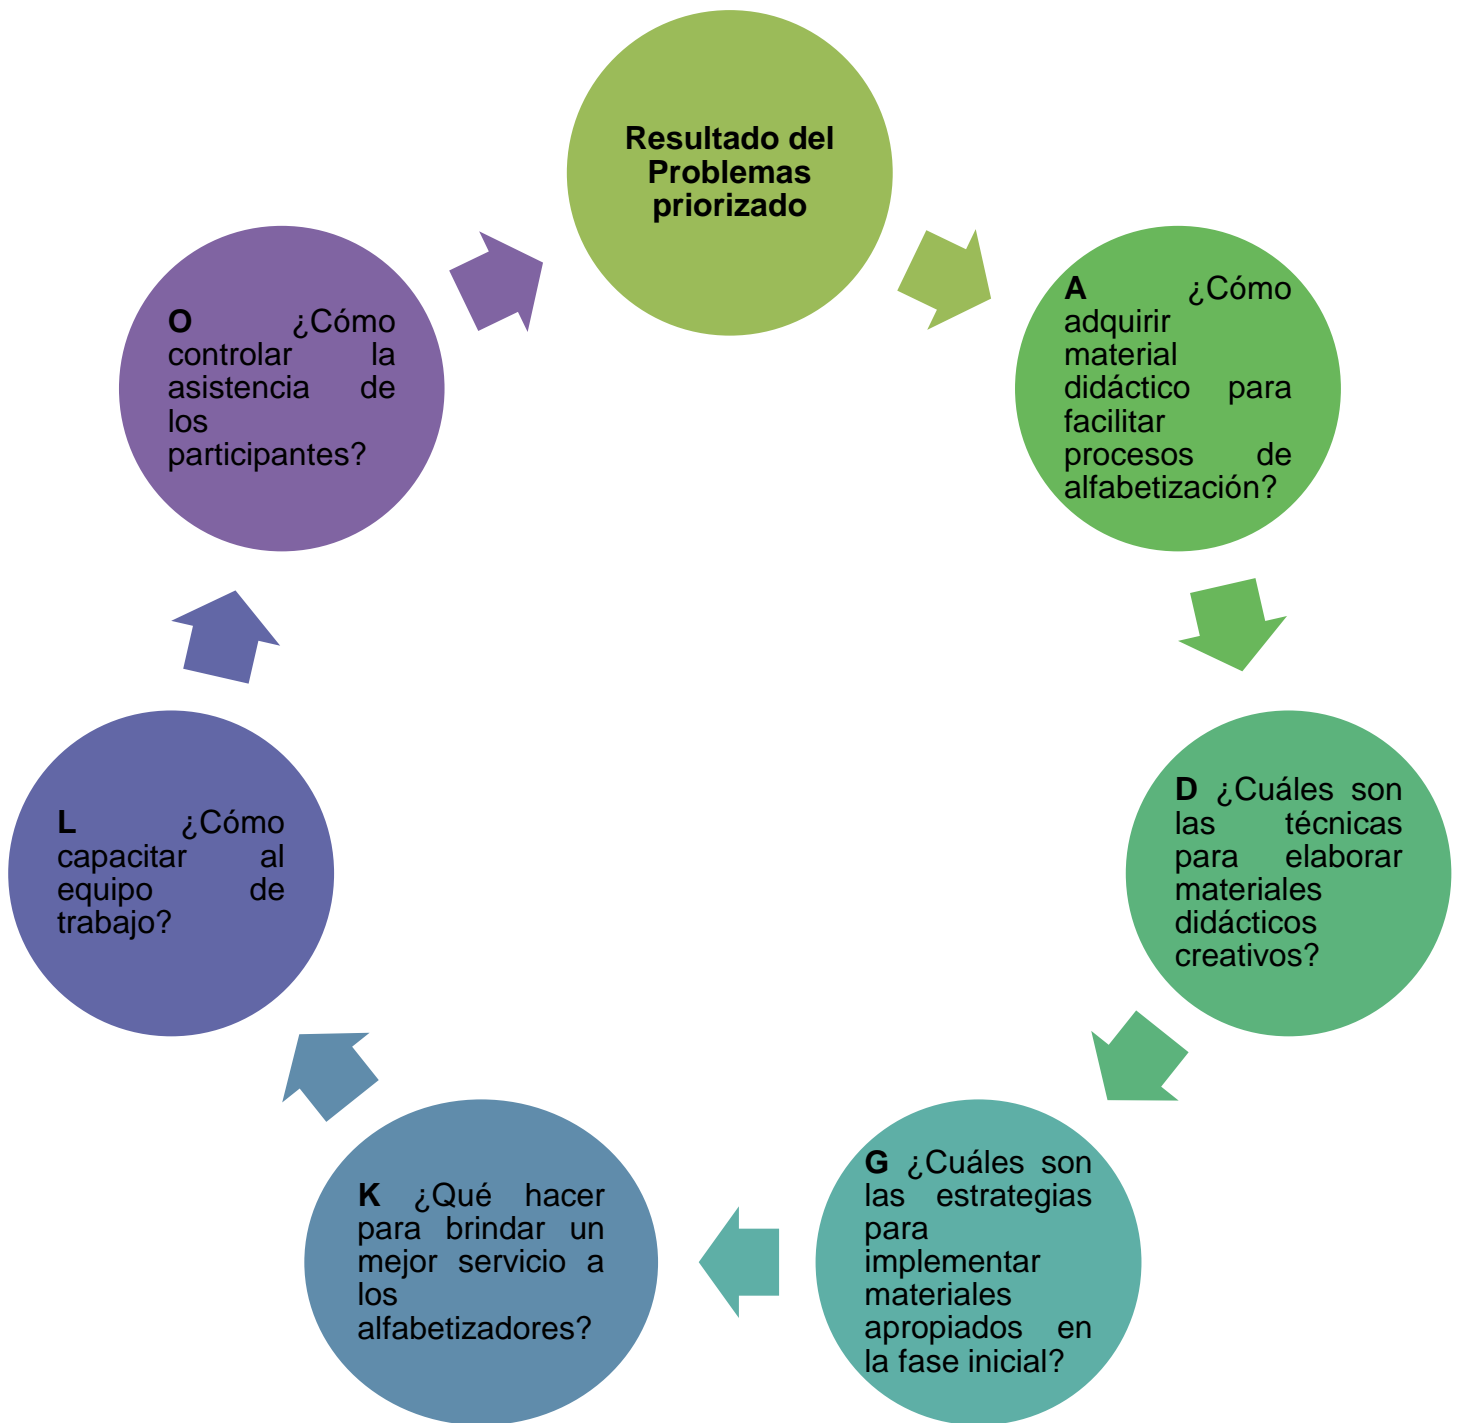 Resultado del
Problemas
priorizado
A ¿Cómo
adquirir
material
didáctico para
facilitar
procesos de
alfabetización?
D ¿Cuáles son
las técnicas
para elaborar
materiales
didácticos
creativos?
G ¿Cuáles son
las estrategias
para
implementar
materiales
apropiados en
la fase inicial?
K ¿Qué hacer
para brindar un
mejor servicio a
los
alfabetizadores?
L ¿Cómo
capacitar al
equipo de
trabajo?
O ¿Cómo
controlar la
asistencia de
los
participantes?